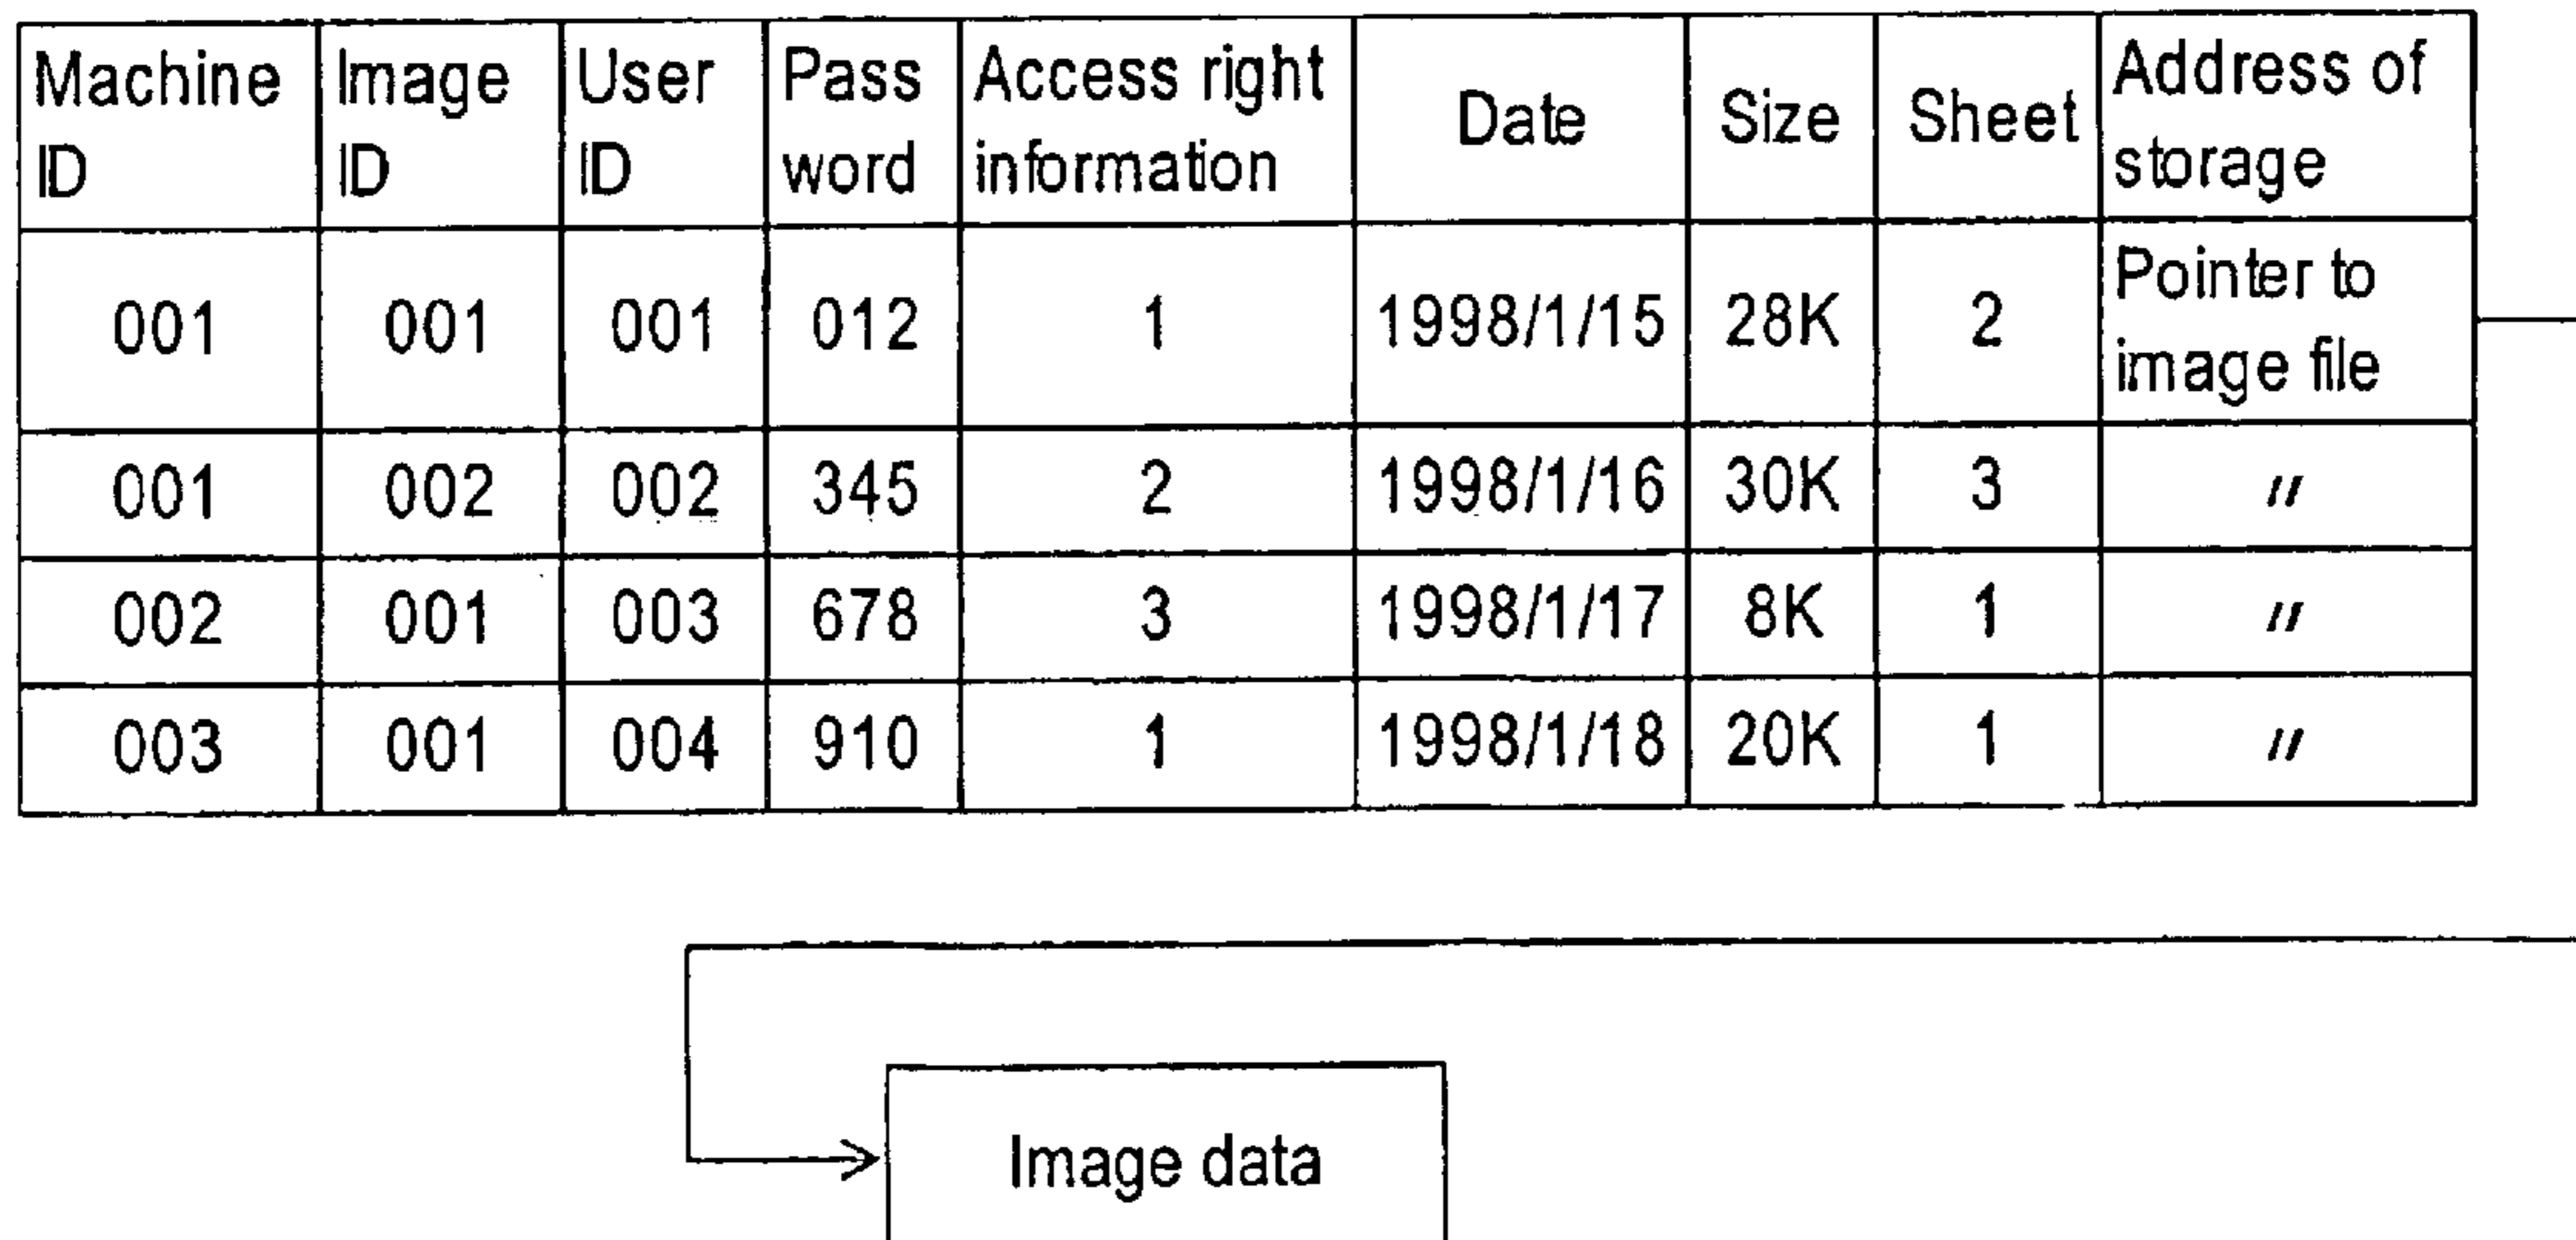 Machine ID | Image ID | User ID | Pass word | Access right information | Date | Size | Sheet | Address of storage
001 | 001 | 001 | 012 | 1 | 1998/1/15 | 28K | 2 | Pointer to image file
001 | 002 | 002 | 345 | 2 | 1998/1/16 | 30K | 3 | 〃
002 | 001 | 003 | 678 | 3 | 1998/1/17 | 8K | 1 | 〃
003 | 001 | 004 | 910 | 1 | 1998/1/18 | 20K | 1 | 〃
Image data